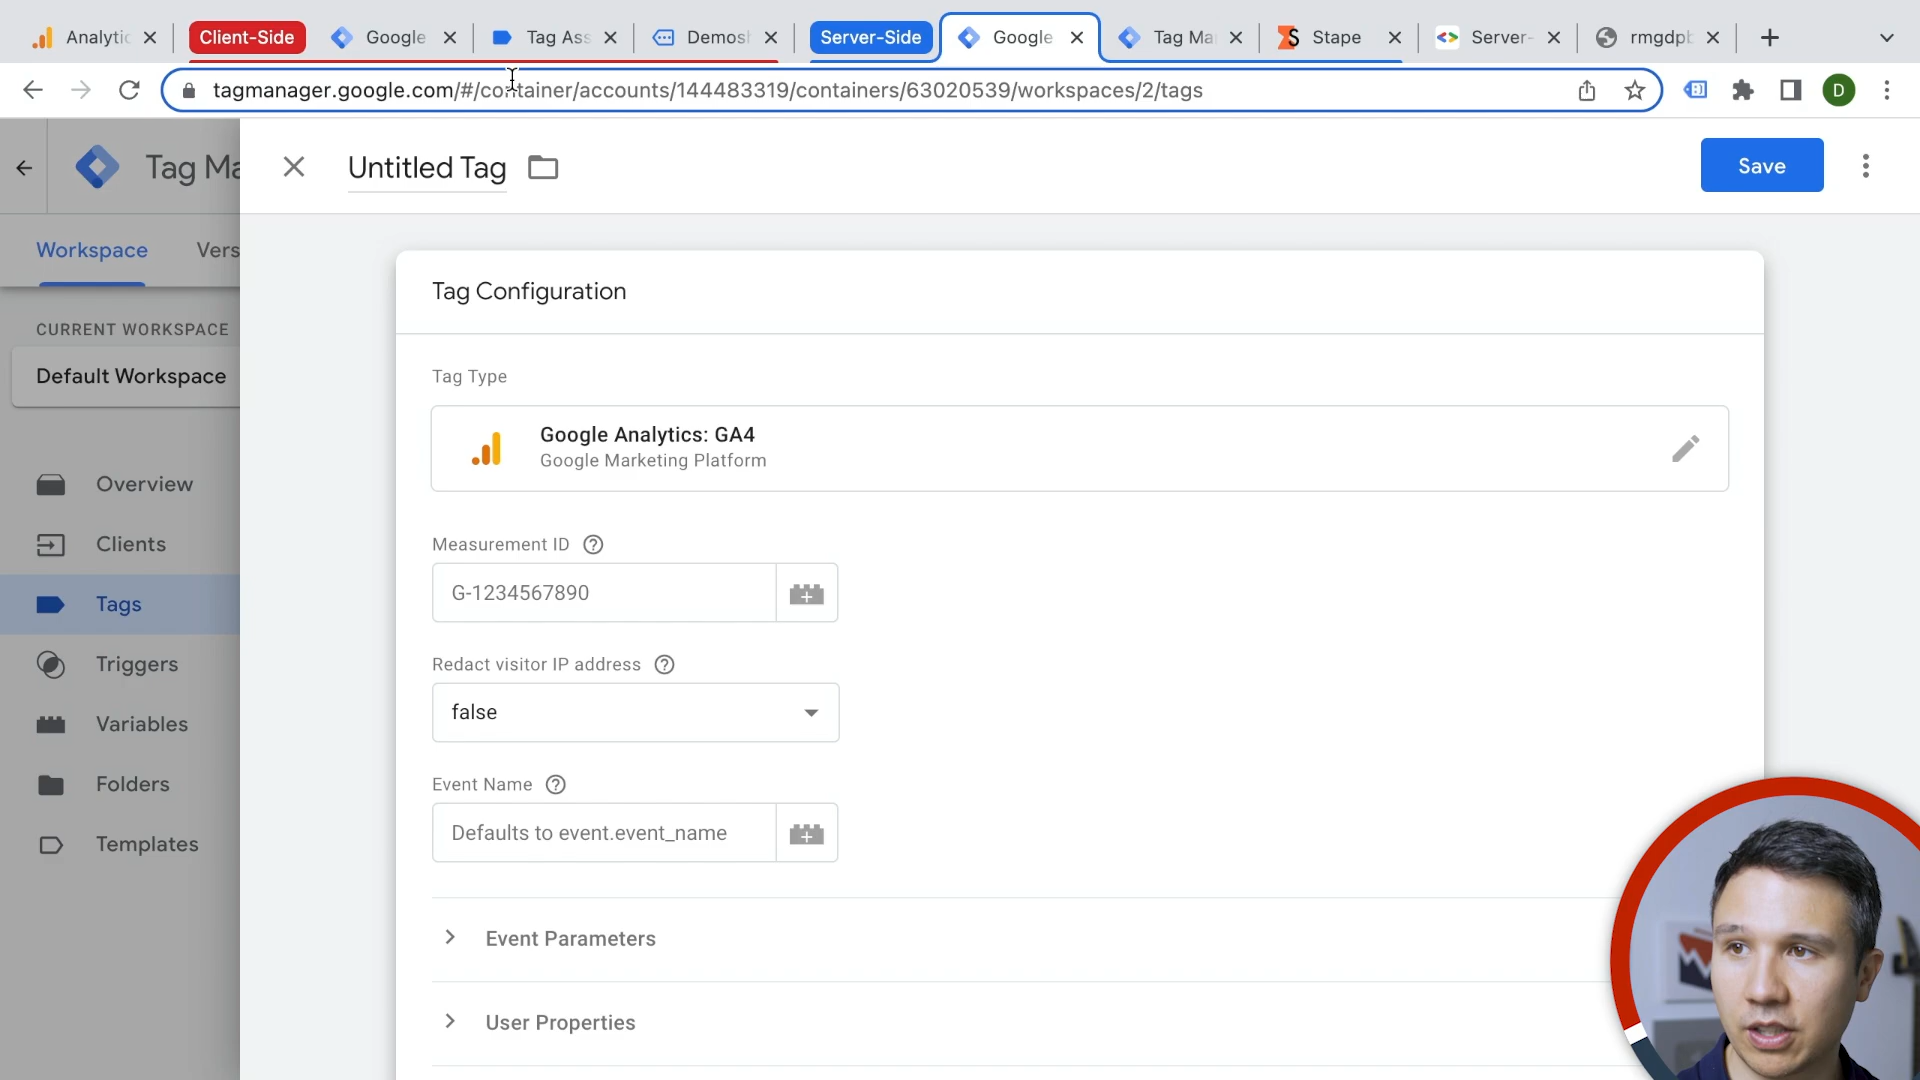 Analytic
Client-Side
Google
Tag Ass
Demosh
Server-Side
Google
Tag Ma
Stape
Server-
rmgdpb
tagmanager.google.com/#/container/accounts/144483319/containers/63020539/workspaces/2/tags
D
Tag Ma
Untitled Tag
Save
Workspace
Vers
CURRENT WORKSPACE
Default Workspace
Overview
Clients
Tags
Triggers
Variables
Folders
Templates
Tag Configuration
Tag Type
Google Analytics: GA4
Google Marketing Platform
Measurement ID
G-1234567890
Redact visitor IP address
false
Event Name
Defaults to event.event_name
Event Parameters
User Properties